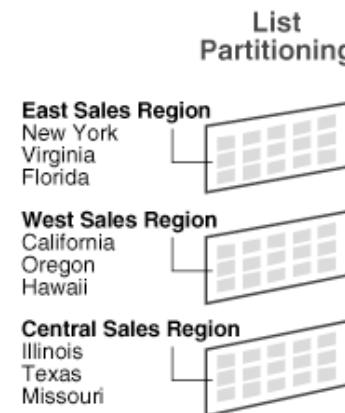 List
Partitioning
East Sales Region
New York
Virginia
Florida
West Sales Region
California
Oregon
Hawaii
Central Sales Region
Illinois
Texas
Missouri